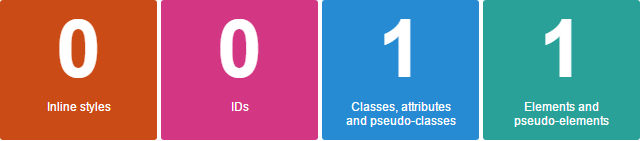 0
Inline styles
0
IDs
1
Classes, attributes
and pseudo-classes
1
Elements and
pseudo-elements